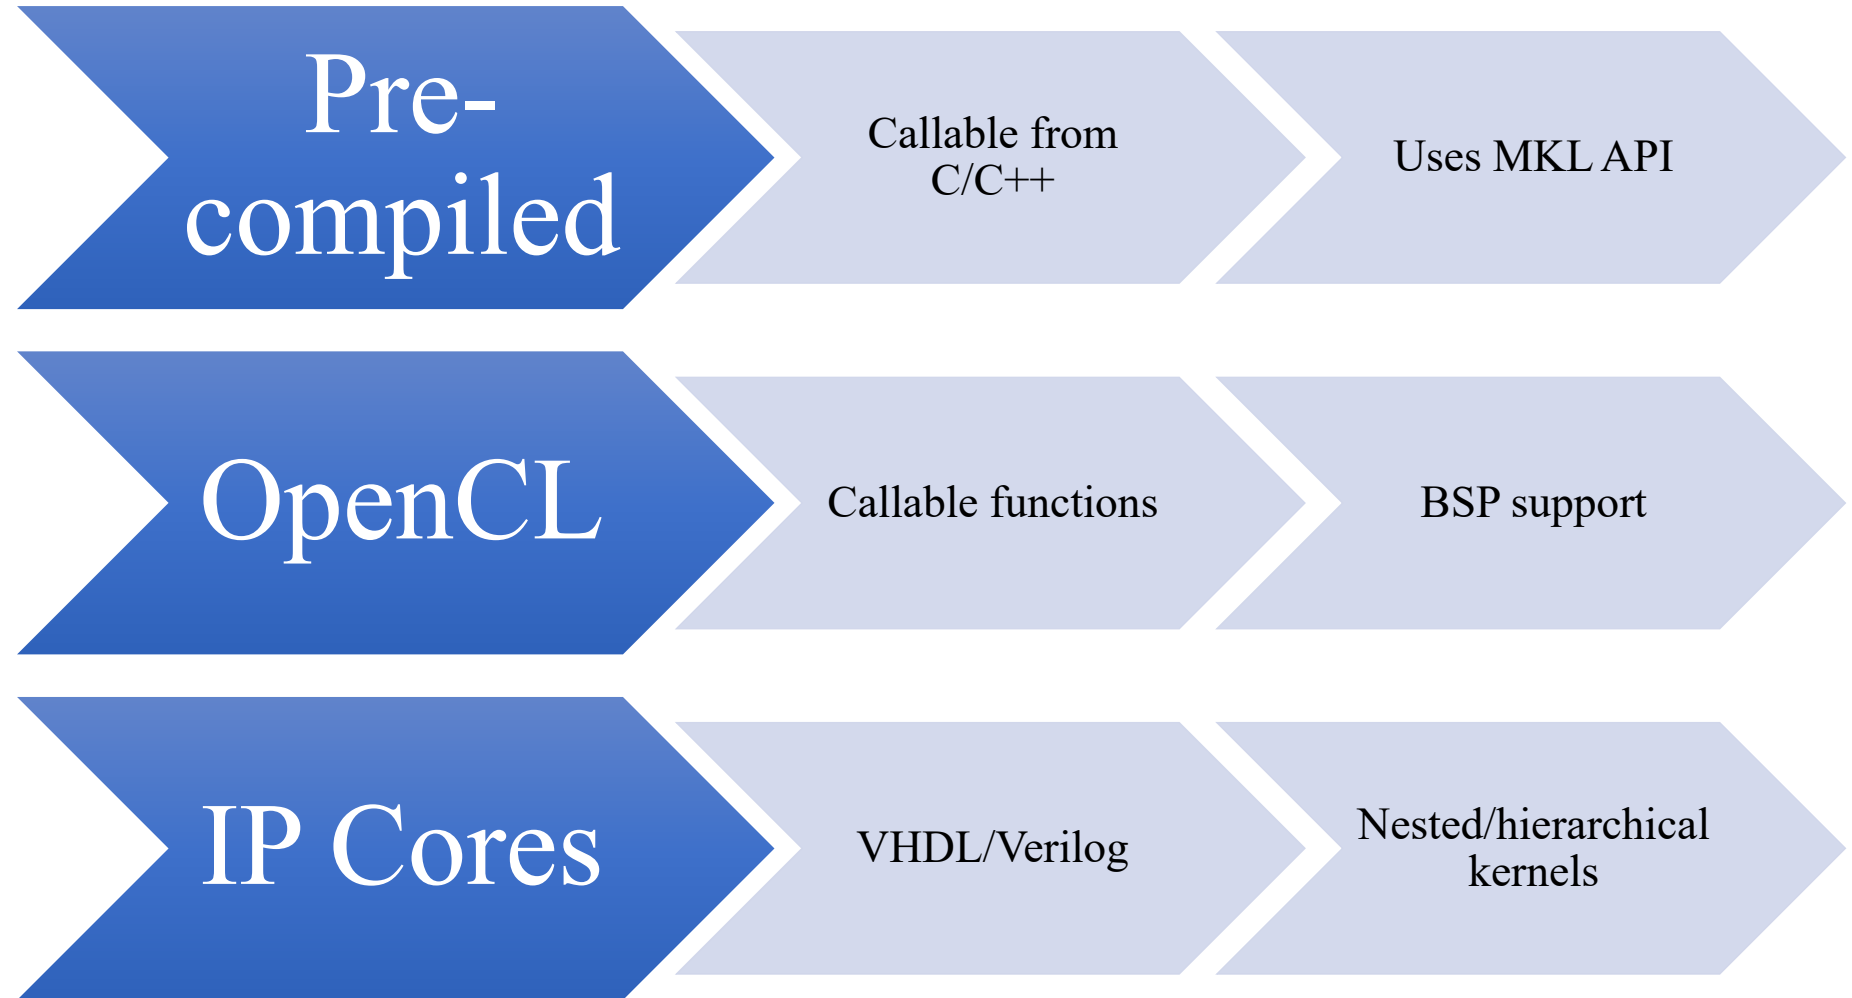 Pre-
compiled
Callable from
C/C++
Uses MKL API
OpenCL
Callable functions
BSP support
IP Cores
VHDL/Verilog
Nested/hierarchical
kernels